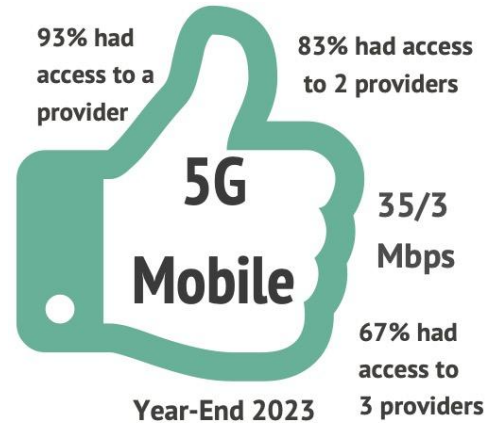 93% had
access to a
provider
83% had access
to 2 providers
5G
Mobile
35/3
Mbps
67% had
access to
3 providers
Year-End 2023